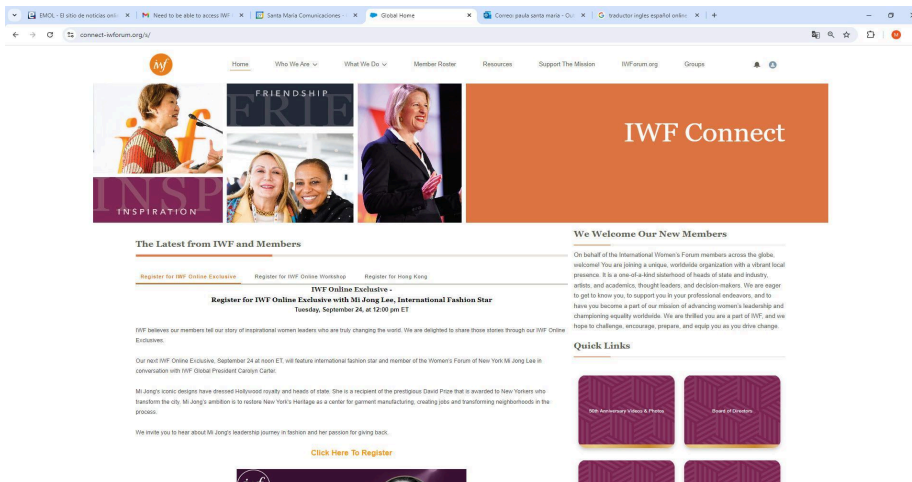 EMOL - El sitio de noticias onli
Need to be able to access IWF
Santa María Comunicaciones -
Global Home
Correo: paula santa maria - Out
traductor ingles español online
connect-iwforum.org/s/
iwf
Home
Who We Are
What We Do
Member Roster
Resources
Support The Mission
IWForum.org
Groups
FRIENDSHIP
FRIE
INSP
INSPIRATION
IWF Connect
The Latest from IWF and Members
Register for IWF Online Exclusive
Register for IWF Online Workshop
Register for Hong Kong
IWF Online Exclusive -
Register for IWF Online Exclusive with Mi Jong Lee, International Fashion Star
Tuesday, September 24, at 12:00 pm ET
IWF believes our members tell our story of inspirational women leaders who are truly changing the world. We are delighted to share those stories through our IWF Online
Exclusives.
Our next IWF Online Exclusive, September 24 at noon ET, will feature international fashion star and member of the Women's Forum of New York Mi Jong Lee in
conversation with IWF Global President Carolyn Carter.
Mi Jong's iconic designs have dressed Hollywood royalty and heads of state. She is a recipient of the prestigious David Prize that is awarded to New Yorkers who
transform the city. Mi Jong's ambition is to restore New York's Heritage as a center for garment manufacturing, creating jobs and transforming neighborhoods in the
process.
We invite you to hear about Mi Jong's leadership journey in fashion and her passion for giving back.
Click Here To Register
We Welcome Our New Members
On behalf of the International Women's Forum members across the globe,
welcome! You are joining a unique, worldwide organization with a vibrant local
presence. It is a one-of-a-kind sisterhood of heads of state and industry,
artists, and academics, thought leaders, and decision-makers. We are eager
to get to know you, to support you in your professional endeavors, and to
have you become a part of our mission of advancing women's leadership and
championing equality worldwide. We are thrilled you are a part of IWF, and we
hope to challenge, encourage, prepare, and equip you as you drive change.
Quick Links
50th Anniversary Videos & Photos
Board of Directors